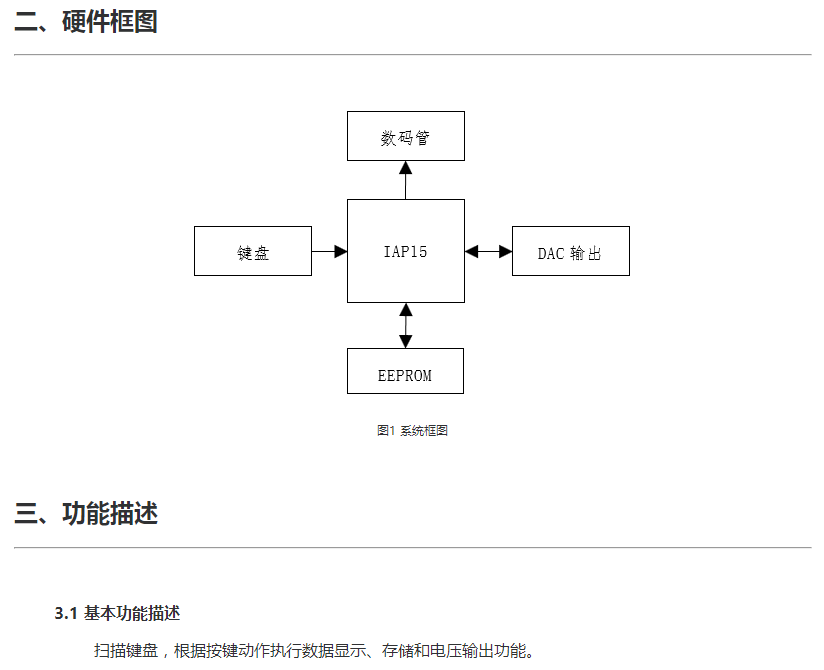 二、硬件框图
数码管
键盘
IAP15
DAC 输出
EEPROM
图1 系统框图
三、功能描述
3.1 基本功能描述
扫描键盘，根据按键动作执行数据显示、存储和电压输出功能。